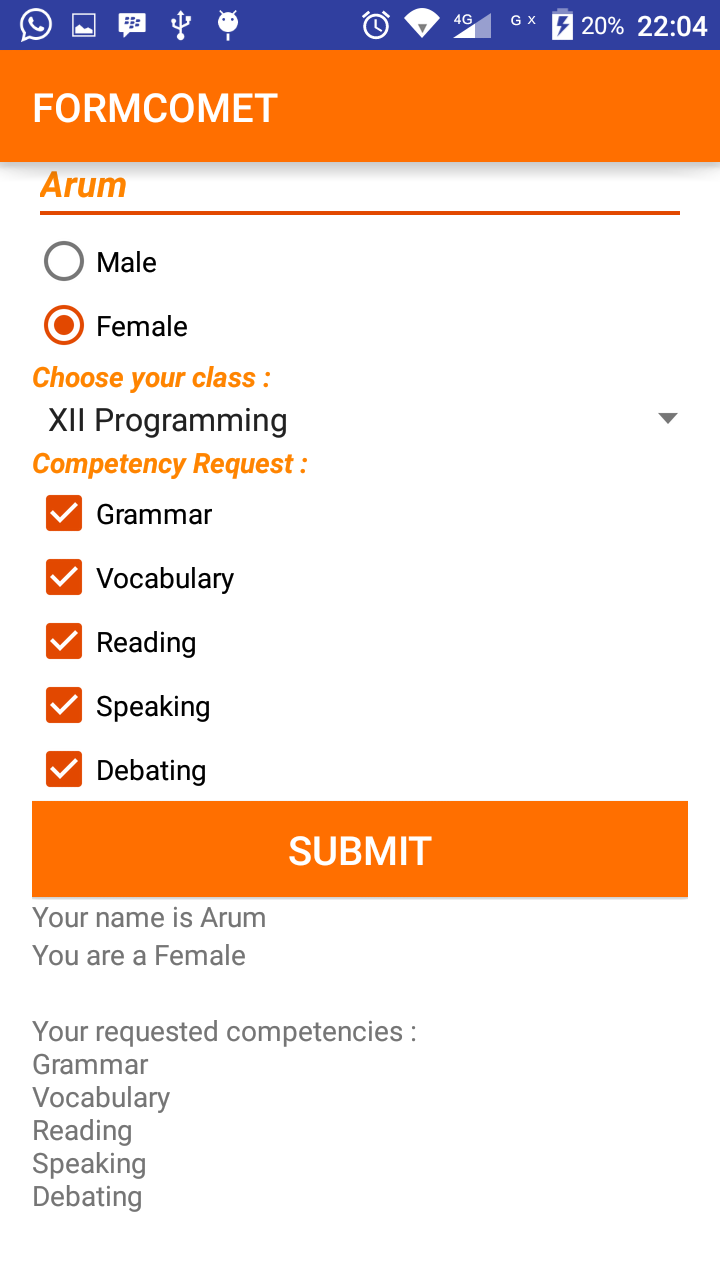 4G G X 20% 22:04
FORMCOMET
Arum
Male
Female
Choose your class :
XII Programming
Competency Request :
Grammar
Vocabulary
Reading
Speaking
Debating
SUBMIT
Your name is Arum
You are a Female
Your requested competencies :
Grammar
Vocabulary
Reading
Speaking
Debating